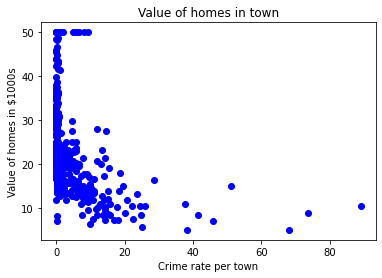 Value of homes in town
Value of homes in $1000s
50
40
30
20
10
0 20 40 60 80
Crime rate per town